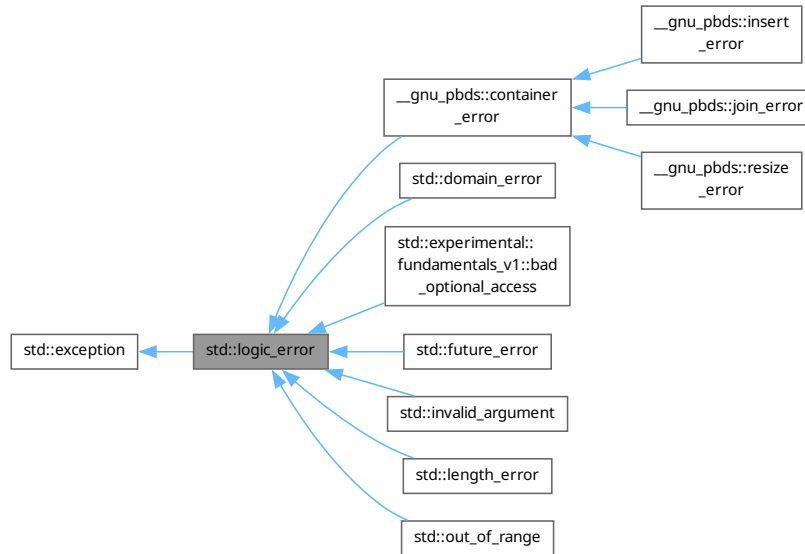 __gnu_pbds::insert
_error
__gnu_pbds::container
_error
__gnu_pbds::join_error
__gnu_pbds::resize
_error
std::domain_error
std::experimental::
fundamentals_v1::bad
_optional_access
std::exception
std::logic_error
std::future_error
std::invalid_argument
std::length_error
std::out_of_range